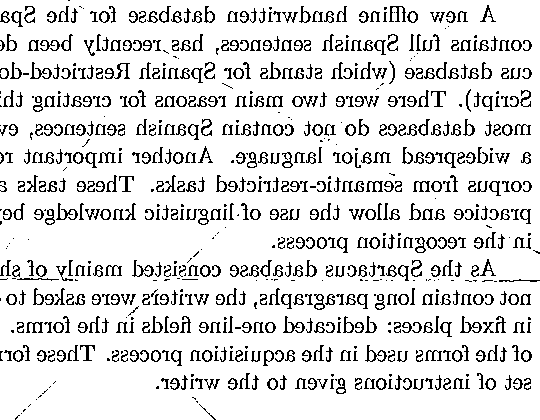 A new offline handwritten database for the Spa
contains full Spanish sentences, has recently been de
cus database (which stands for Spanish Restricted-do
Script). There were two main reasons for creating thi
most databases do not contain Spanish sentences, ev
a widespread major language. Another important re
corpus from semantic-restricted tasks. These tasks a
practice and allow the use of linguistic knowledge bey
in the recognition process.
As the Spartacus database consisted mainly of sh
not contain long paragraphs, the writers were asked to
in fixed places: dedicated one-line fields in the forms.
of the forms used in the acquisition process. These for
set of instructions given to the writer.